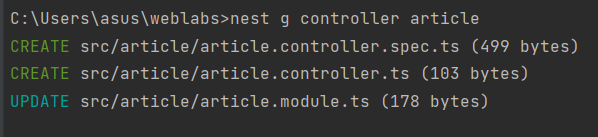 C:\Users\asus\weblabs>nest g controller article
CREATE src/article/article.controller.spec.ts (499 bytes)
CREATE src/article/article.controller.ts (103 bytes)
UPDATE src/article/article.module.ts (178 bytes)